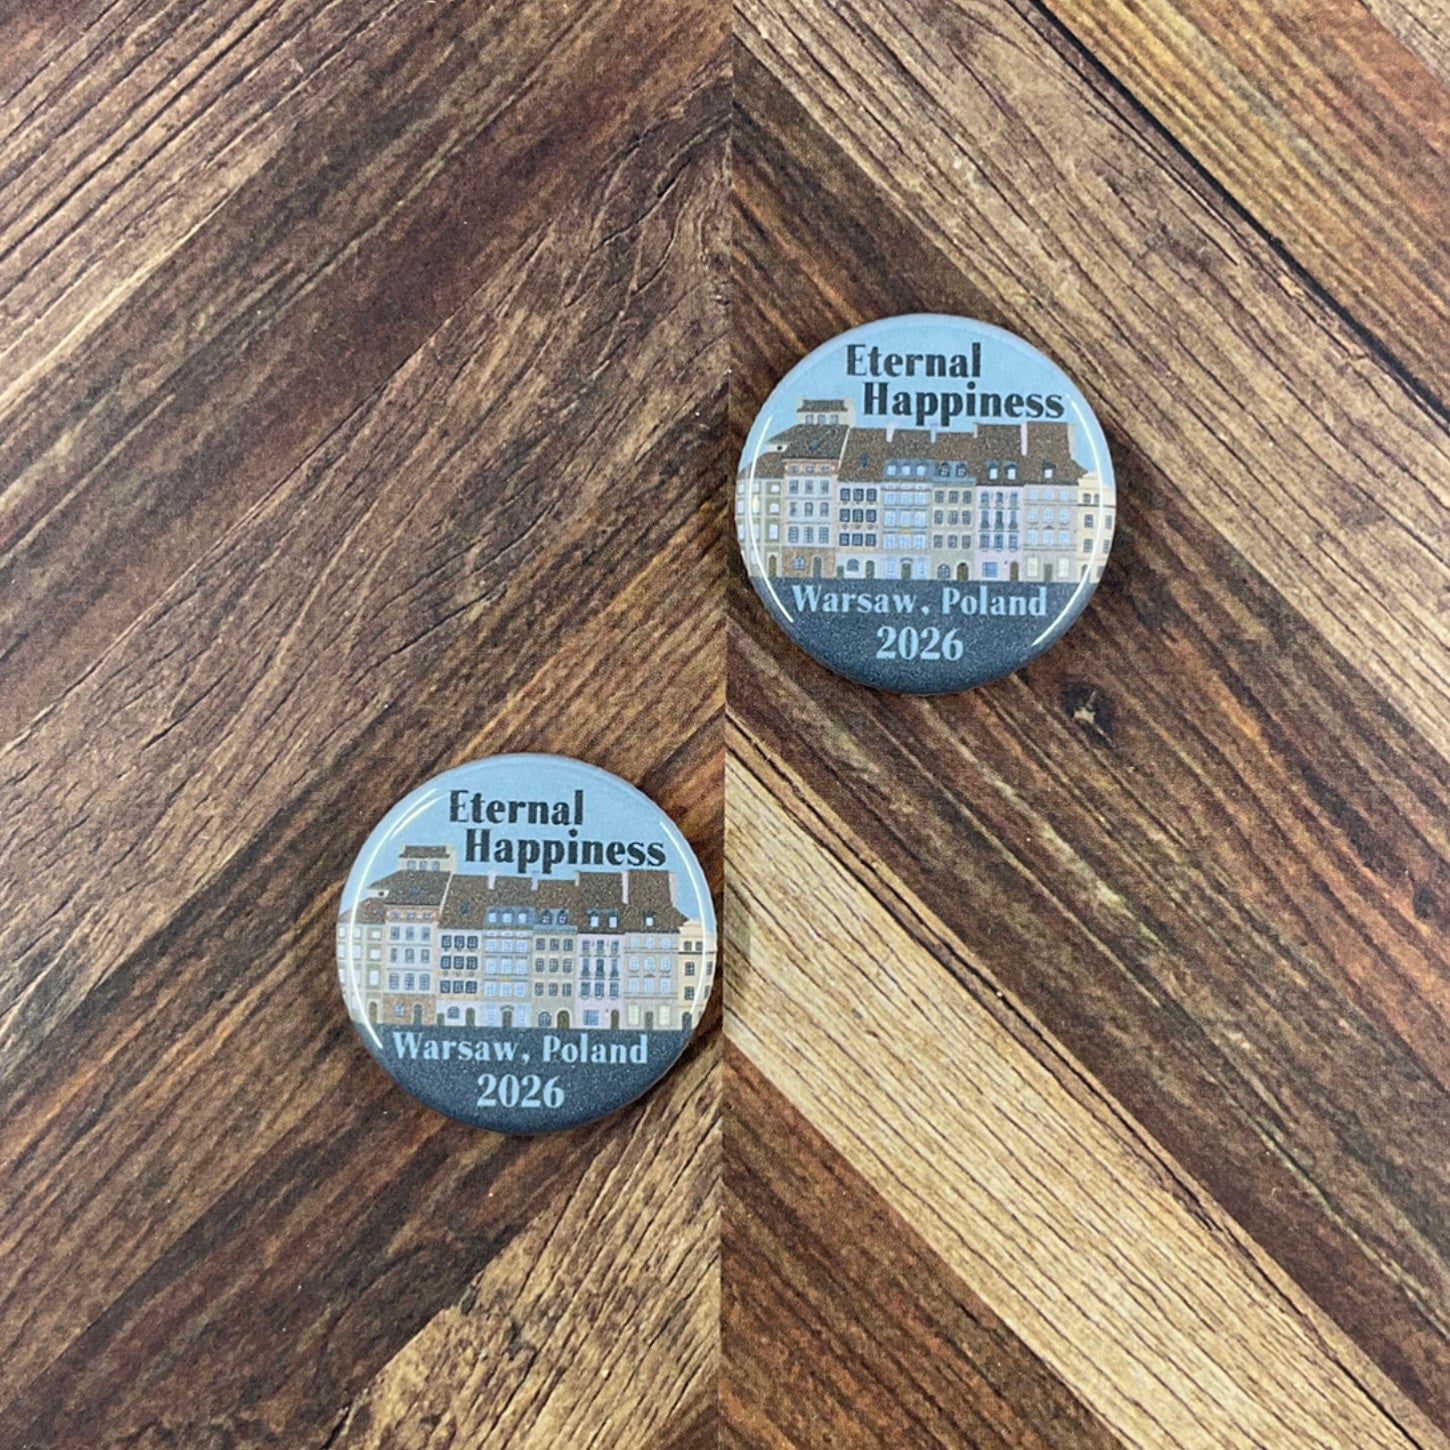 Eternal
Happiness
Warsaw, Poland
2026
Eternal
Happiness
Warsaw, Poland
2026